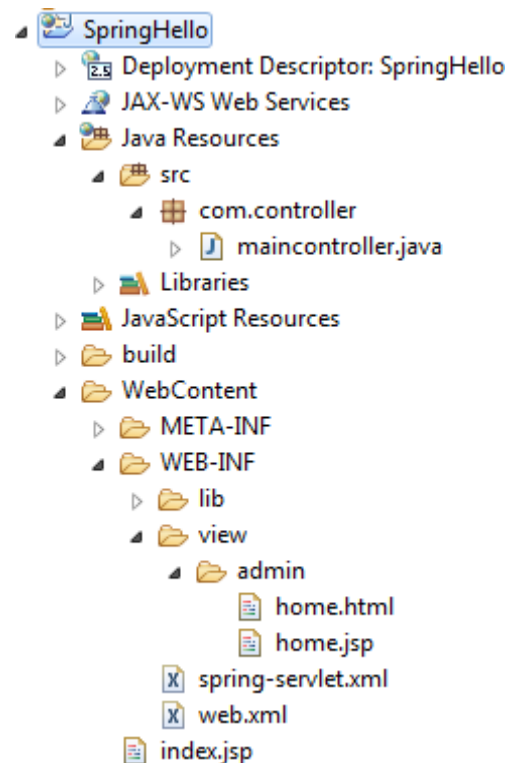 SpringHello
2.5 Deployment Descriptor: SpringHello
JAX-WS Web Services
Java Resources
src
com.controller
J maincontroller.java
Libraries
JavaScript Resources
build
WebContent
META-INF
WEB-INF
lib
view
admin
home.html
home.jsp
X spring-servlet.xml
X web.xml
index.jsp